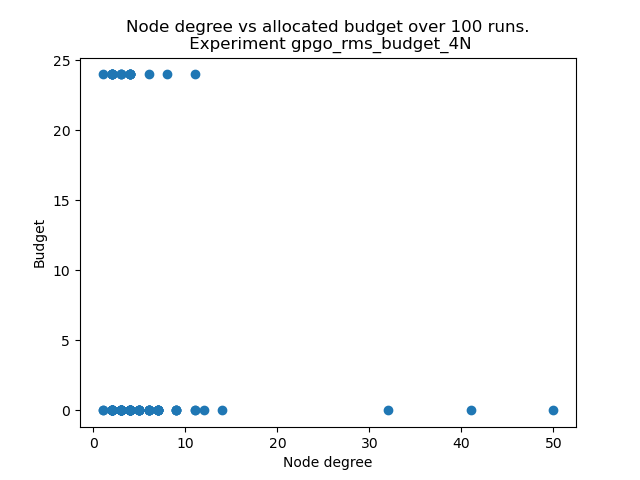 Node degree vs allocated budget over 100 runs.
Experiment gpgo_rms_budget_4N
25
20
15
10
5
0
Budget
0 10 20 30 40 50
Node degree